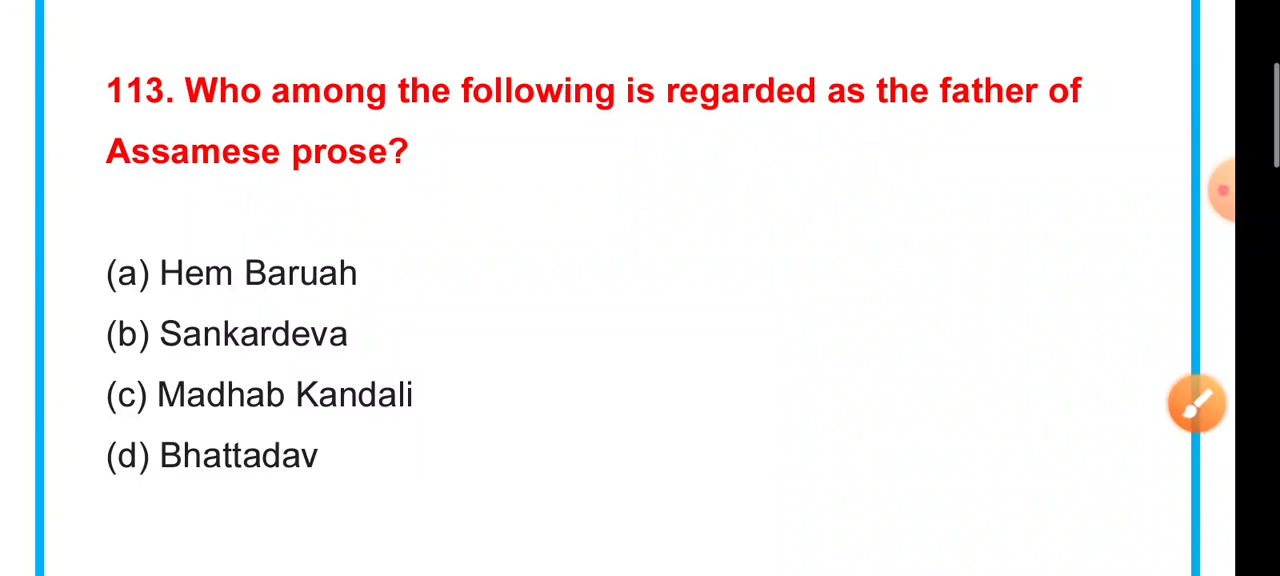 113. Who among the following is regarded as the father of
Assamese prose?
(a) Hem Baruah
(b) Sankardeva
(c) Madhab Kandali
(d) Bhattadav